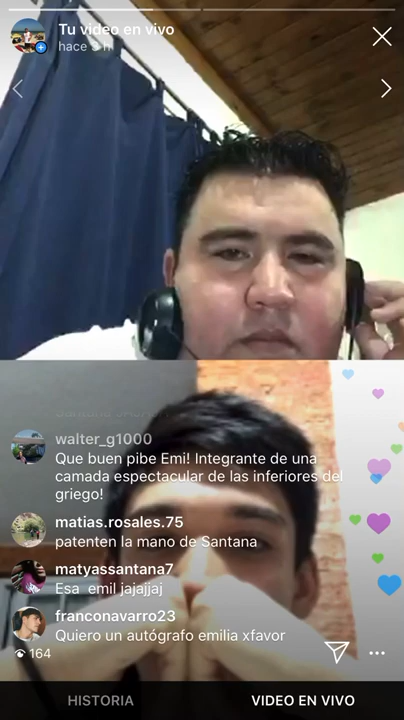 Tu video en vivo
hace 3 h
walter_g1000
Que buen pibe Emi! Integrante de una
camada espectacular de las inferiores del
griego!
matias.rosales.75
patenten la mano de Santana
matyassantana7
Esa emil jajajjaj
franconavarro23
Quiero un autógrafo emilia xfavor
164
HISTORIA
VIDEO EN VIVO